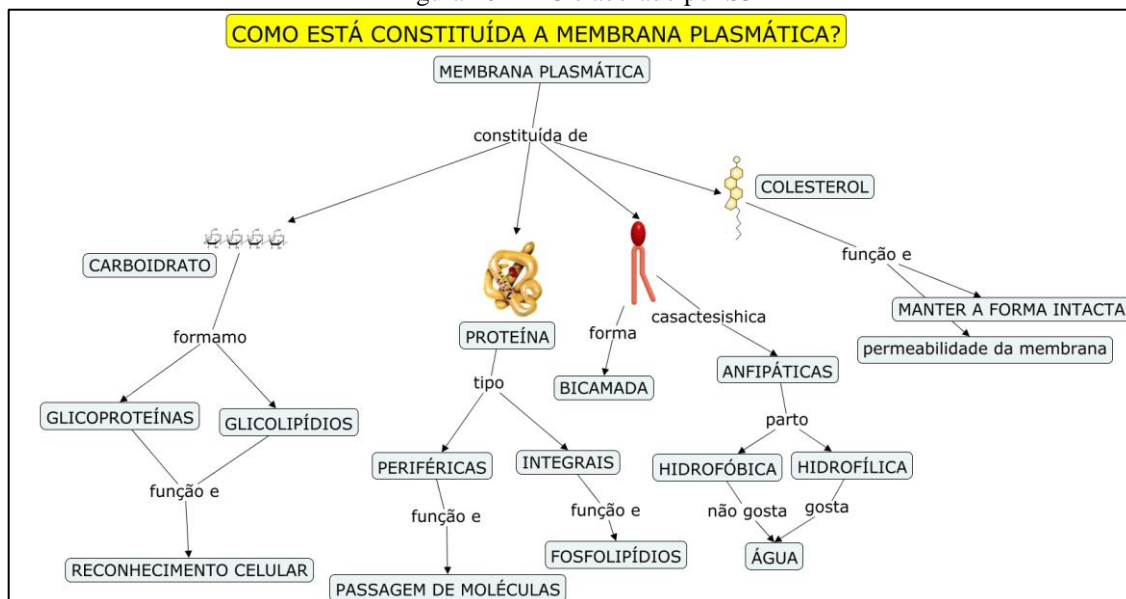 COMO ESTÁ CONSTITUÍDA A MEMBRANA PLASMÁTICA?
MEMBRANA PLASMÁTICA
constituída de
COLESTEROL
CARBOIDRATO
função e
MANTER A FORMA INTACTA
permeabilidade da membrana
formamo
PROTEÍNA
forma
casactesishica
BICAMADA
ANFIPÁTICAS
tipo
GLICOPROTEÍNAS
GLICOLIPÍDIOS
parto
PERIFÉRICAS
INTEGRAIS
HIDROFÓBICA
HIDROFÍLICA
função e
função e
função e
não gosta
gosta
RECONHECIMENTO CELULAR
FOSFOLIPÍDIOS
ÁGUA
PASSAGEM DE MOLÉCULAS